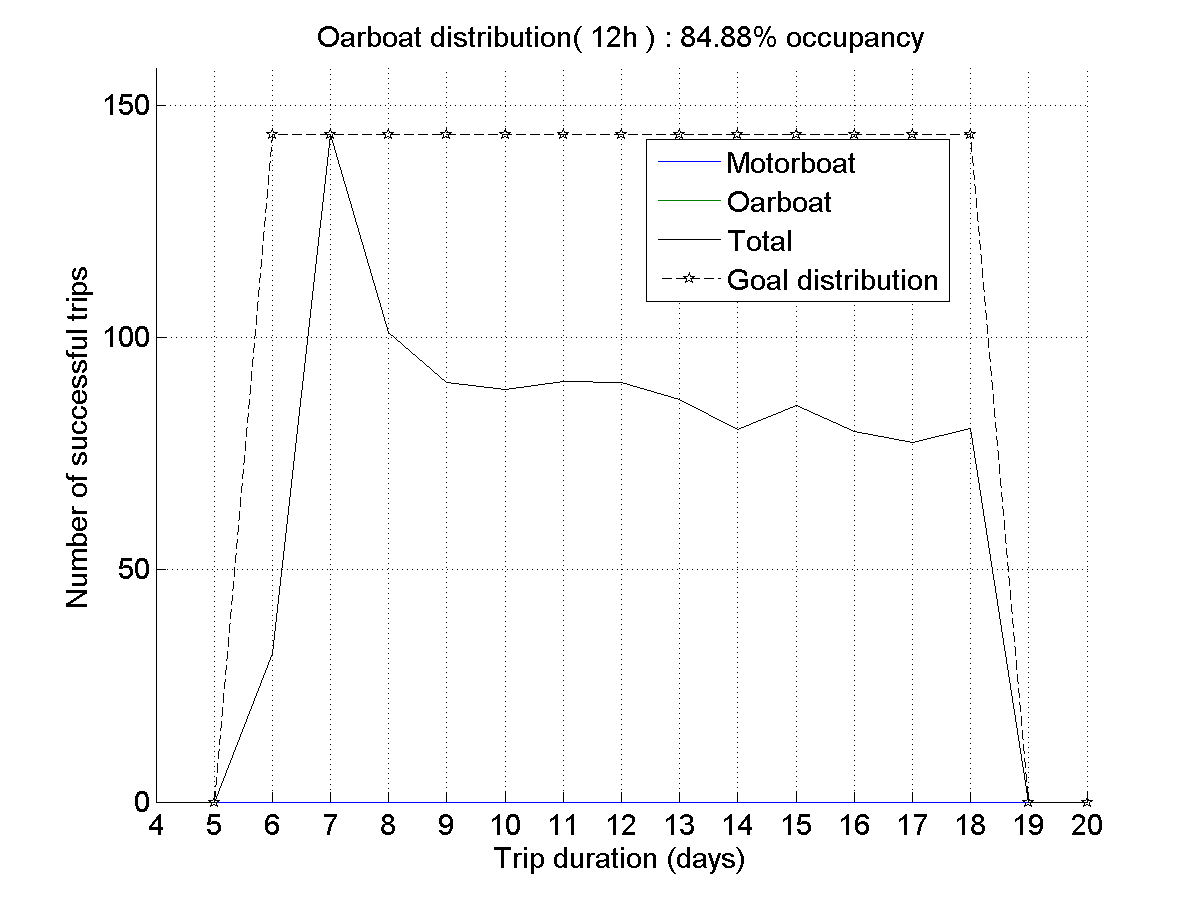 Oarboat distribution( 12h ) : 84.88% occupancy
150
100
50
0
Number of successful trips
Motorboat
Oarboat
Total
Goal distribution
4 5 6 7 8 9 10 11 12 13 14 15 16 17 18 19 20
Trip duration (days)